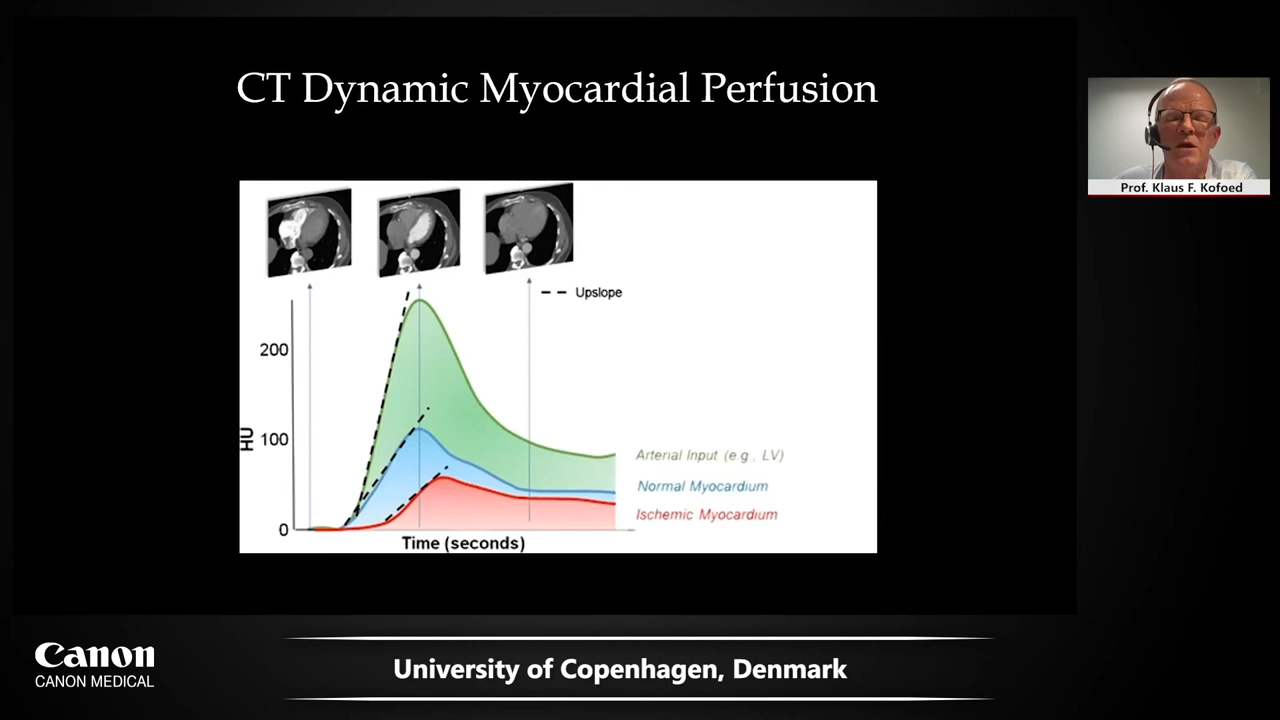 CT Dynamic Myocardial Perfusion
Prof. Klaus F. Kofoed
Upslope
200
100
0
HU
Time (seconds)
Arterial Input (e.g., LV)
Normal Myocardium
Ischemic Myocardium
Canon
CANON MEDICAL
University of Copenhagen, Denmark